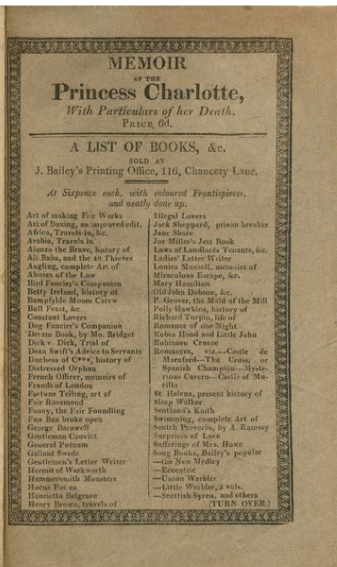 MEMOIR
OF THE
Princess Charlotte,
With Particulars of her Death.
PRICE 6d.
A LIST OF BOOKS, &c.
SOLD AT
J. Bailey's Printing Office, 116, Chancery Lane.
At Sixpence each, with coloured Frontispieces,
and neatly done up.
Art of making Fire Works
Art of Boxing, an improved edit.
Africa, Travels in, &c.
Arabia, Travels in
Alonzo the Brave, history of
Ali Baba, and the 40 Thieves
Angling, complete Art of
Abuses of the Law
Bird Fancier's Companion
Betty Ireland, history of
Bampfylde Moore Carew
Bull Feast, &c.
Constant Lovers
Dog Fancier's Companion
Dream Book, by Mo. Bridget
Dick v. Dick, Trial of
Dean Swift's Advice to Servants
Duchess of C***, history of
Distressed Orphan
French Officer, memoirs of
Frauds of London
Fortune Telling, art of
Fair Rosamond
Fanny, the Fair Foundling
Fun Box broke open
George Barnwell
Gentleman Convict
General Putnam
Gallant Swede
Gentlemen's Letter Writer
Hermit of Warkworth
Hammersmith Monsters
Hocus Pocus
Henrietta Belgrave
Henry Brown, travels of
Illegal Lovers
Jack Sheppard, prison breaker
Jane Shore
Joe Miller's Jest Book
Laws of Landlords Tenants, &c.
Ladies' Letter Writer
Louisa Mansell, memoirs of
Miraculous Escape, &c.
Mary Hamilton
Old John Dobson, &c.
P. Grover, the Maid of the Mill
Polly Hawkins, history of
Richard Turpin, life of
Romance of the Night
Robin Hood and Little John
Robinson Crusoe
Romances, viz.—Castle de
Marnford—The Cross, or
Spanish Champion—Myste-
rious Cavern—Castle of Mu-
rillo
St. Helena, present history of
Sleep Walker
Scotland's Knith
Swimming, complete Art of
Scotch Proverbs, by A. Ramsay
Surprises of Love
Sufferings of Mrs. Howe
Song Books, Bailey's popular
—the New Medley
—Eccentric
—Union Warbler
—Little Warbler, 3 vols.
—Scottish Syren, and others
(TURN OVER.)